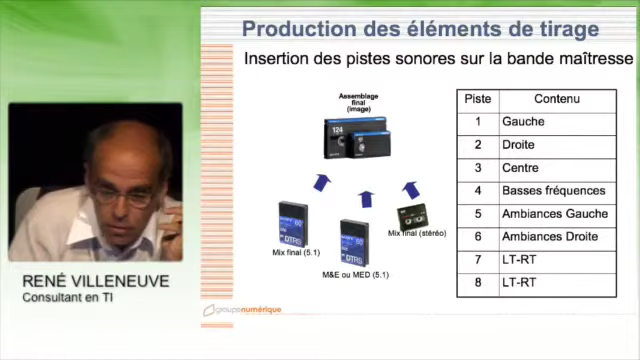 Production des éléments de tirage
Insertion des pistes sonores sur la bande maîtresse
Assemblage
final
(image)
124
Mix final (5.1)
M&E ou MED (5.1)
Mix final (stéréo)
DTRS
DTRS
Piste Contenu
1 Gauche
2 Droite
3 Centre
4 Basses fréquences
5 Ambiances Gauche
6 Ambiances Droite
7 LT-RT
8 LT-RT
RENÉ VILLENEUVE
Consultant en TI
groupenumérique